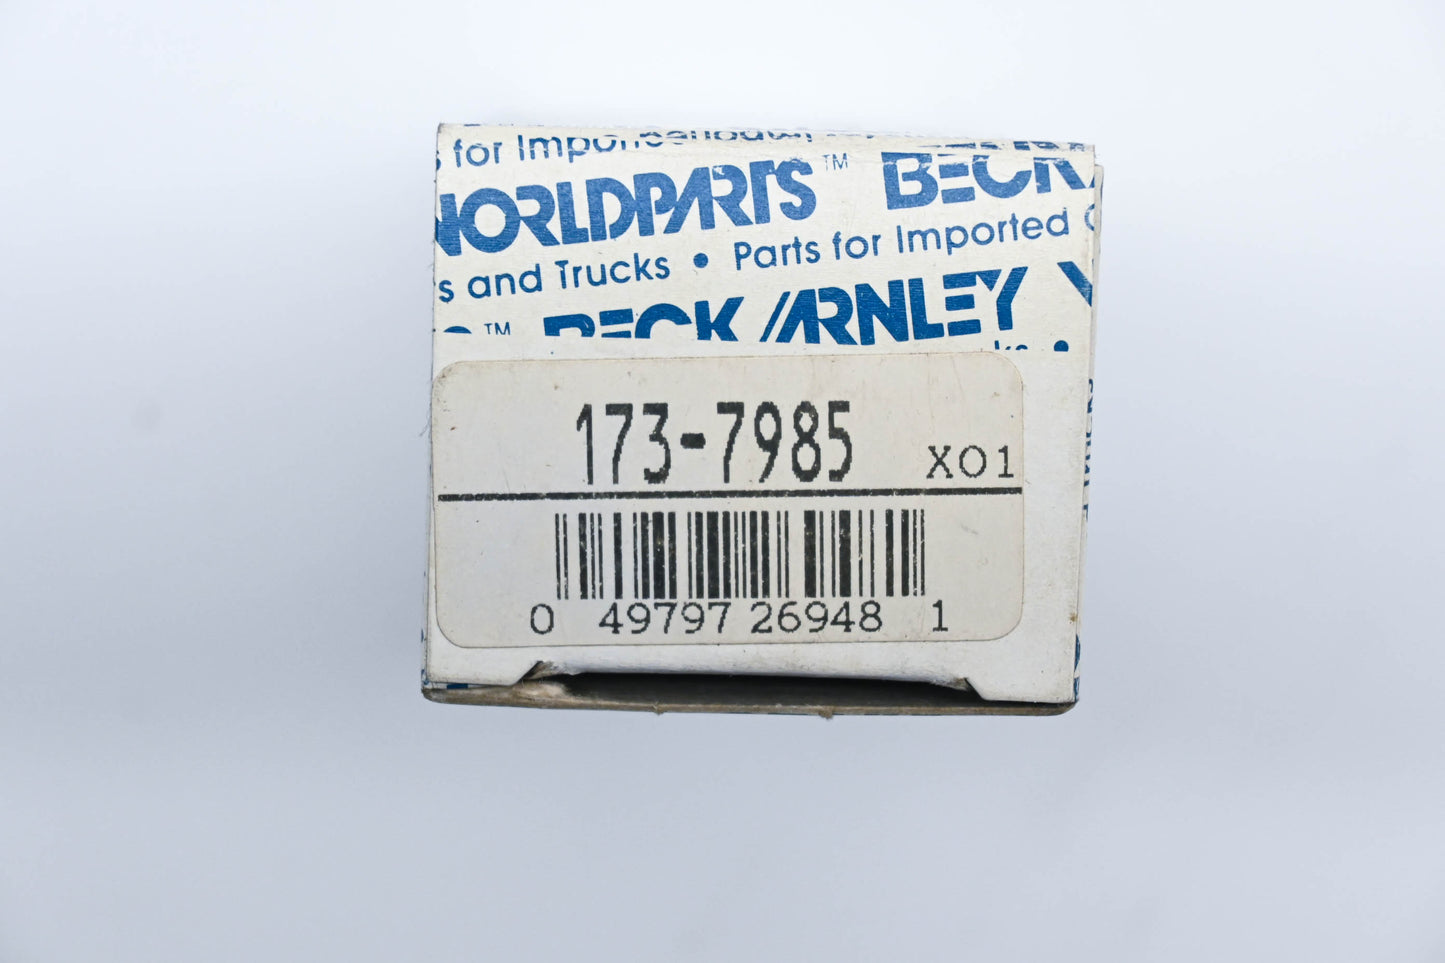 for Impor
WORLDPARTS™ BECK
s and Trucks • Parts for Imported C
™ BECK/ARNLEY
ks •
173-7985
X01
0 49797 26948 1